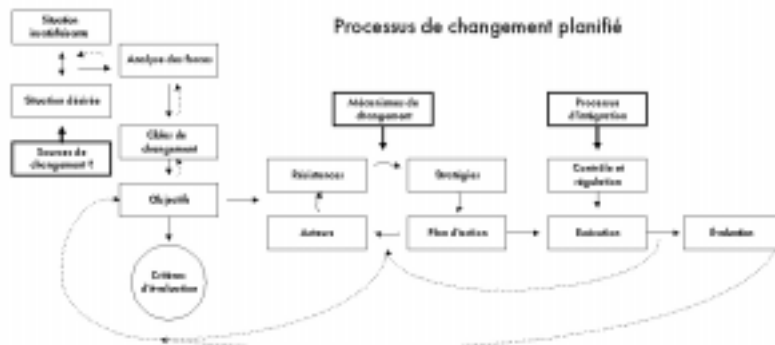 Processus de changement planifié
Situation
insatisfaisante
Analyse des forces
Situation désirée
Sources de
changement
Cibles de
changement
Objectifs
Critères
d'évaluation
Mécanismes de
changement
Résistances
Stratégies
Acteurs
Plan d'action
Processus
d'intégration
Contrôle et
régulation
Exécution
Évaluation